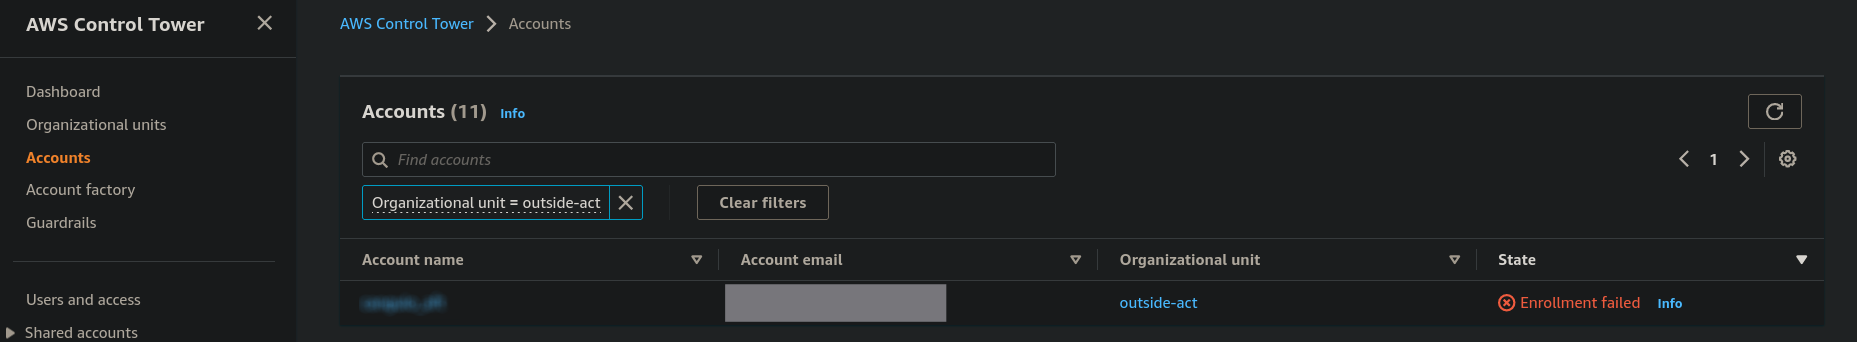 AWS Control Tower
Dashboard
Organizational units
Accounts
Account factory
Guardrails
Users and access
Shared accounts
AWS Control Tower > Accounts
Accounts (11) Info
Find accounts
1
Organizational unit = outside-act
Clear filters
Account name Account email Organizational unit State
outside-act Enrollment failed Info